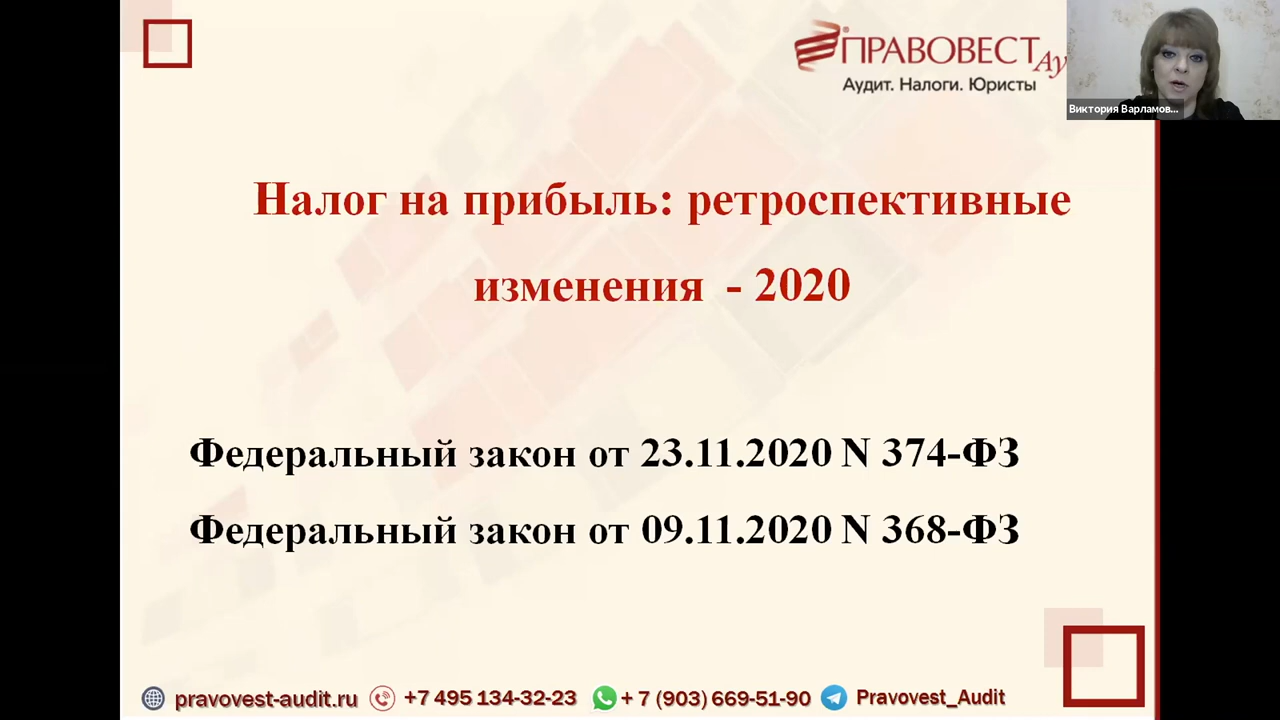 ПРАВОВЕСТ
Аудит. Налоги. Юристы
Виктория Варламов...
Налог на прибыль: ретроспективные
изменения - 2020
Федеральный закон от 23.11.2020 N 374-ФЗ
Федеральный закон от 09.11.2020 N 368-ФЗ
pravovest-audit.ru +7 495 134-32-23 + 7 (903) 669-51-90 Pravovest_Audit